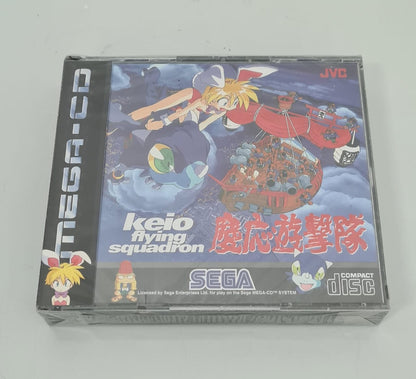 MEGA-CD
JVC
keio
flying
squadron
慶応遊撃隊
SEGA
Licensed by Sega Enterprises Ltd. for play on the Sega MEGA-CD™ SYSTEM
COMPACT
disc